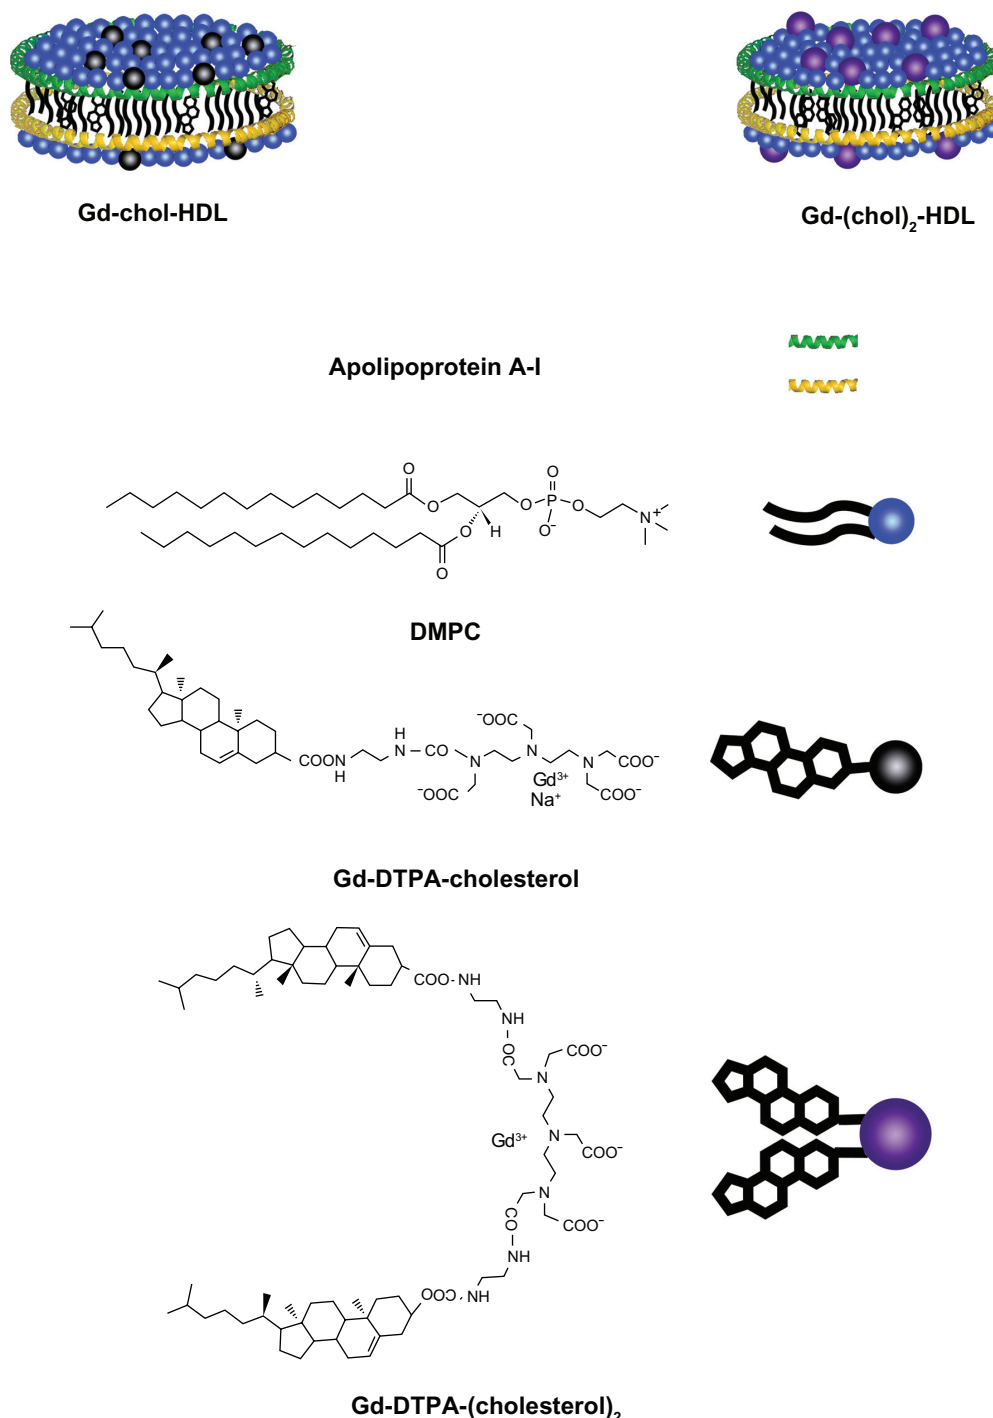 Gd-chol-HDL
Gd-(chol)₂-HDL
Apolipoprotein A-I
O
O
O
O
P
O
O⁻
N⁺
O
H
O
DMPC
H
⁻OOC
COO⁻
COON
N
CO
N
N
N
H
⁻OOC
Gd³⁺
COO⁻
Na⁺
Gd-DTPA-cholesterol
COO
NH
NH
OC
COO⁻
N
Gd³⁺
N
COO⁻
N
CO
COO⁻
NH
OOC
NH
Gd-DTPA-(cholesterol)₂